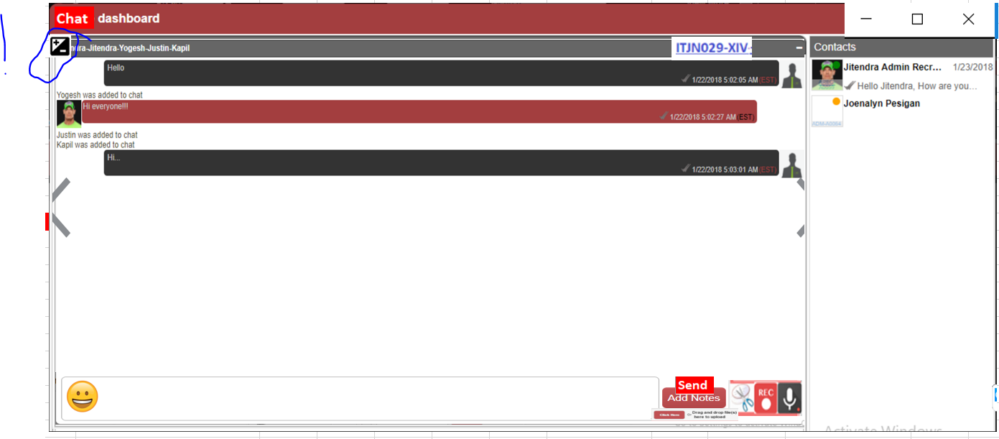 Chat dashboard
ndra-Jitendra-Yogesh-Justin-Kapil
ITJN029-XIV
Contacts
Hello
1/22/2018 5:02:05 AM (EST)
Yogesh was added to chat
Hi everyone!!!
1/22/2018 5:02:27 AM (EST)
Justin was added to chat
Kapil was added to chat
Hi...
1/22/2018 5:03:01 AM (EST)
Jitendra Admin Recr... 1/23/2018
Hello Jitendra, How are you...
Joenalyn Pesigan
ADM-A0004
Send
Add Notes
REC
Click Here
Drag and drop file(s)
here to upload
Activate Windows